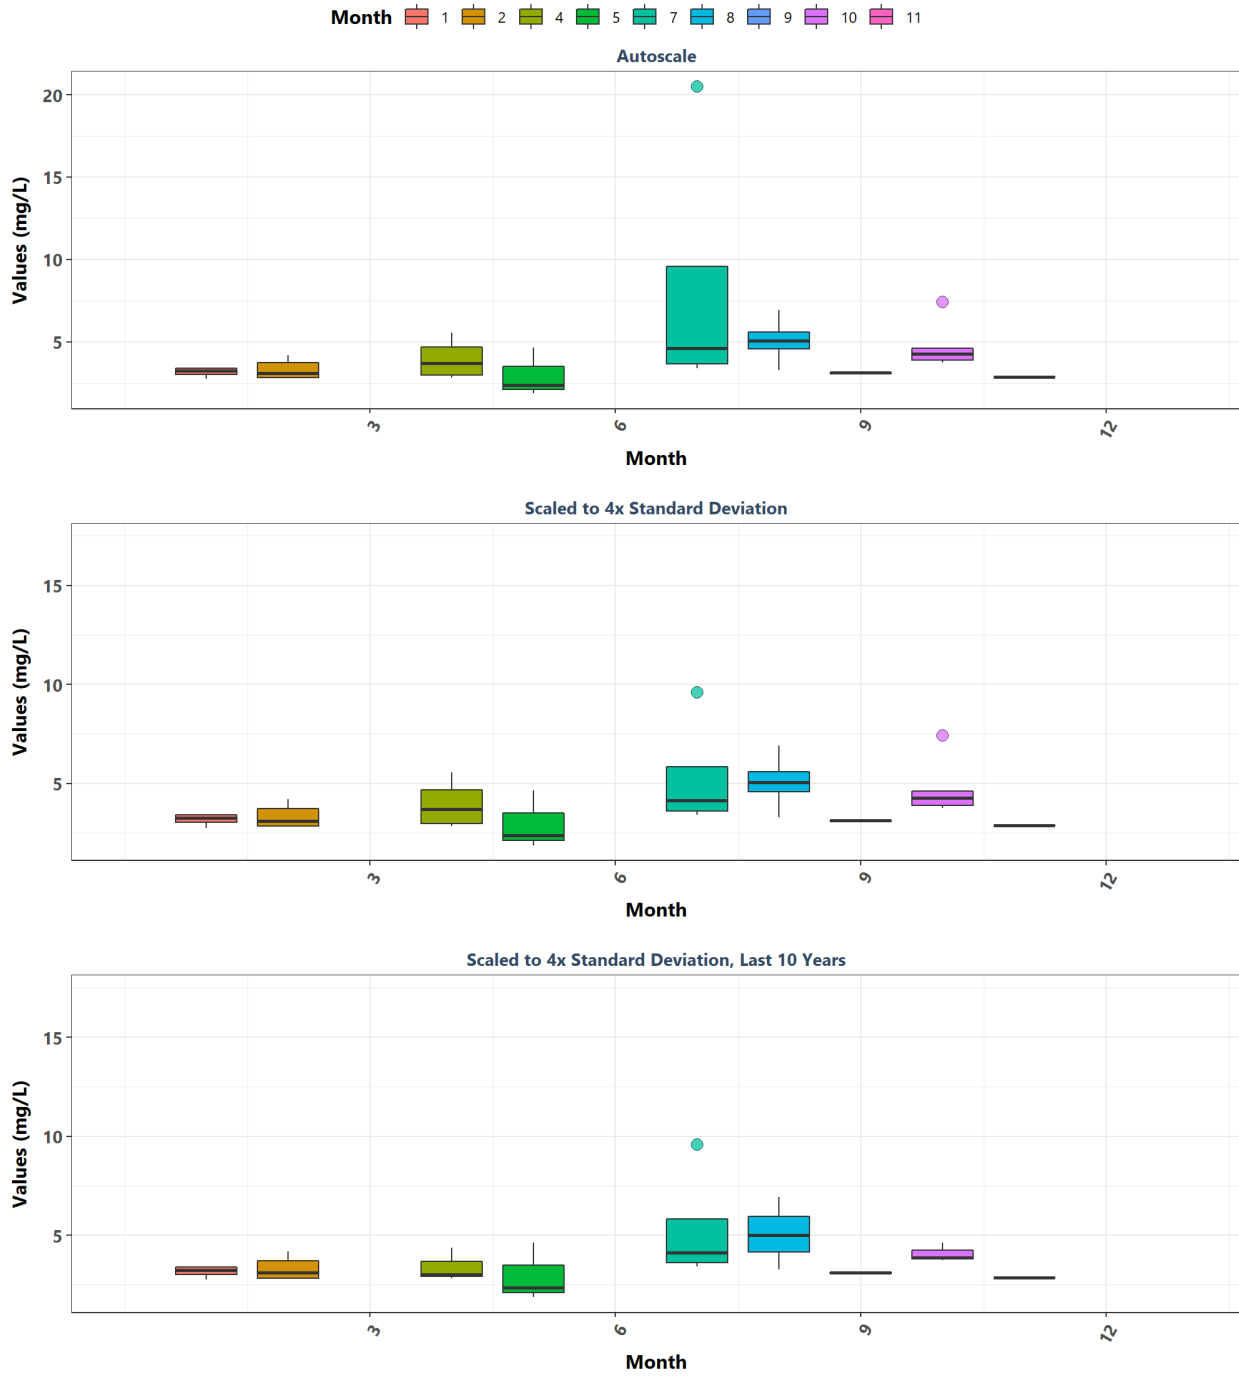 Month 1 2 4 5 7 8 9 10 11
Autoscale
20
15
10
5
Values (mg/L)
3 6 9 12
Month
Scaled to 4x Standard Deviation
15
10
5
Values (mg/L)
3 6 9 12
Month
Scaled to 4x Standard Deviation, Last 10 Years
15
10
5
Values (mg/L)
3 6 9 12
Month